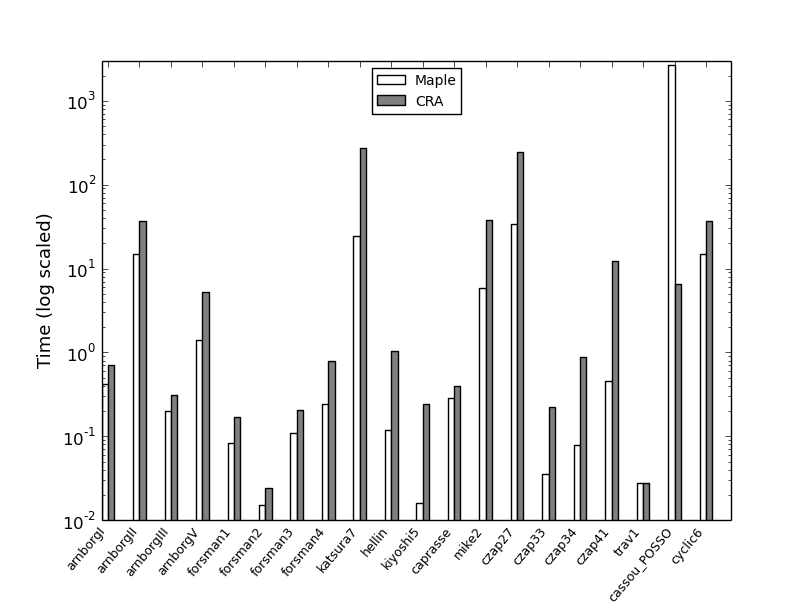 Maple
CRA
Time (log scaled)
10^3
10^2
10^1
10^0
10^-1
10^-2
arnborgI
arnborgII
arnborgIII
arnborgV
forsman1
forsman2
forsman3
forsman4
katsura7
hellin
kiyoshi5
caprasse
mike2
czap27
czap33
czap34
czap41
trav1
cassou_POSSO
cyclic6